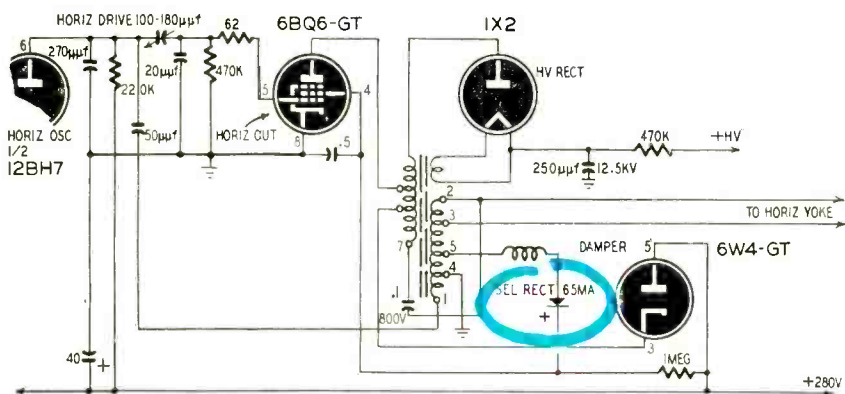 HORIZ DRIVE 100-180µµf
62
6BQ6-GT
1X2
6
270µµf
20µµf
470K
5
4
HV RECT
22.0K
HORIZ OSC
1/2
12BH7
50µµf
HORIZ OUT
8
.5
470K
+HV
250µµf
12.5KV
2
TO HORIZ YOKE
3
7
5
DAMPER
5
6W4-GT
4
SEL RECT 65MA
.1
800V
1
+
3
40
+
1MEG
+280V